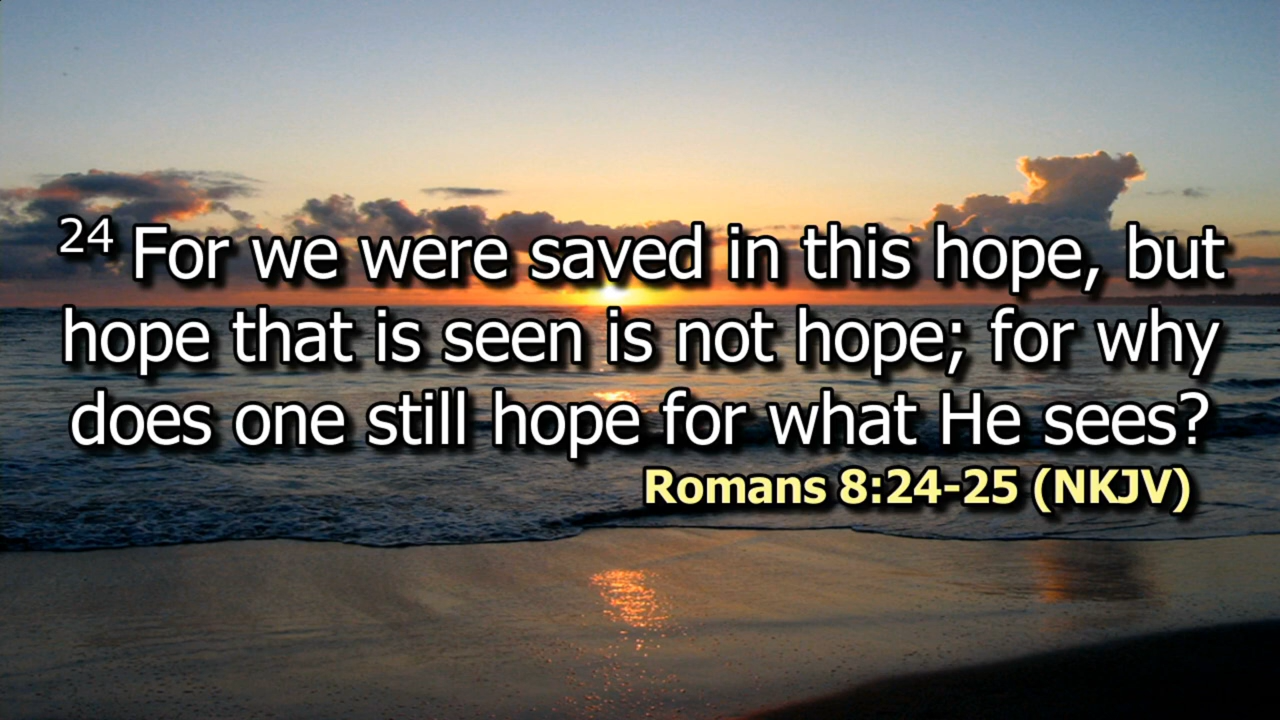 24 For we were saved in this hope, but
hope that is seen is not hope; for why
does one still hope for what He sees?
Romans 8:24-25 (NKJV)